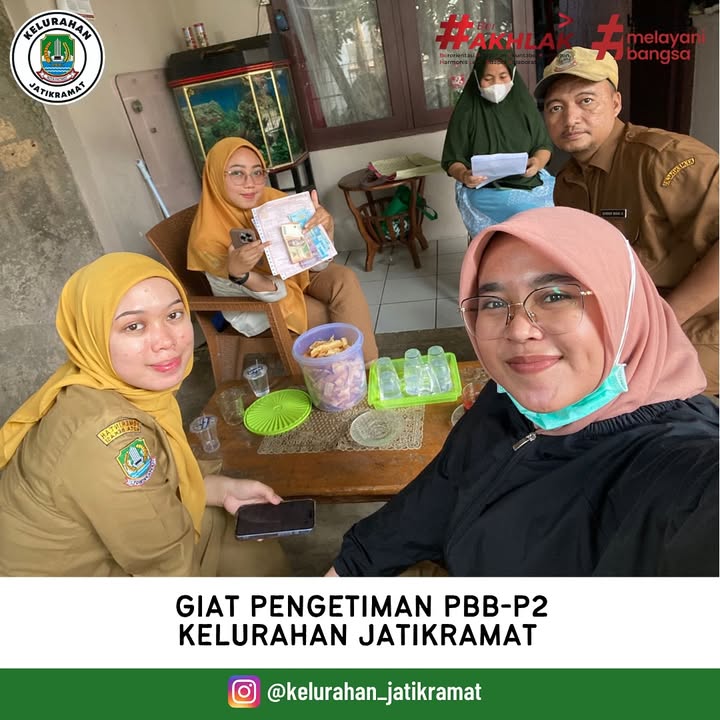 KELURAHAN
JATIKRAMAT
#AKHLAK
#melayani
bangsa
GIAT PENGETIMAN PBB-P2
KELURAHAN JATIKRAMAT
@kelurahan_jatikramat